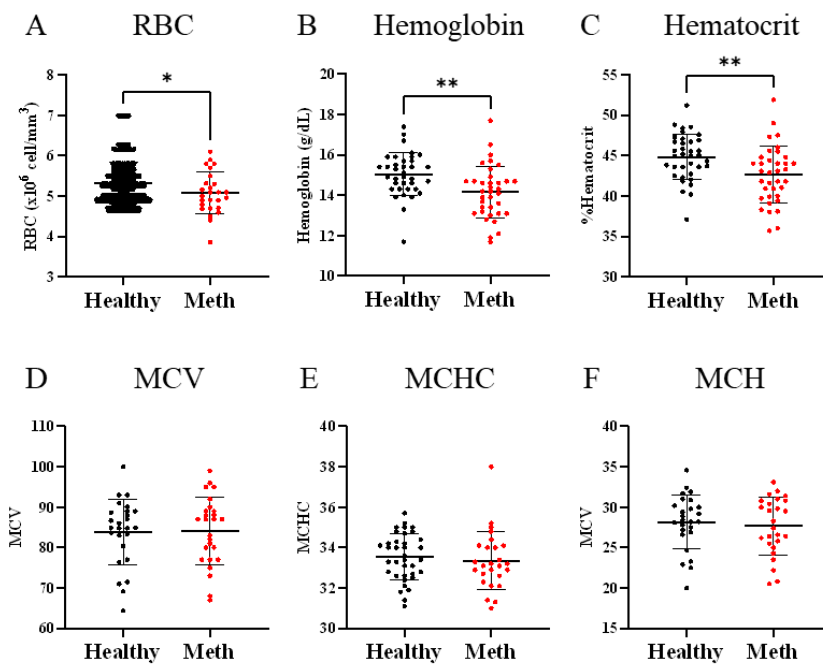 A RBC
B Hemoglobin
C Hematocrit
RBC (x10⁶ cell/mm³)
8
7
6
5
4
3
*
Healthy Meth
Hemoglobin (g/dL)
20
18
16
14
12
10
**
Healthy Meth
%Hematocrit
55
50
45
40
35
30
**
Healthy Meth
D MCV
E MCHC
F MCH
MCV
110
100
90
80
70
60
Healthy Meth
MCHC
40
38
36
34
32
30
Healthy Meth
MCV
40
35
30
25
20
15
Healthy Meth